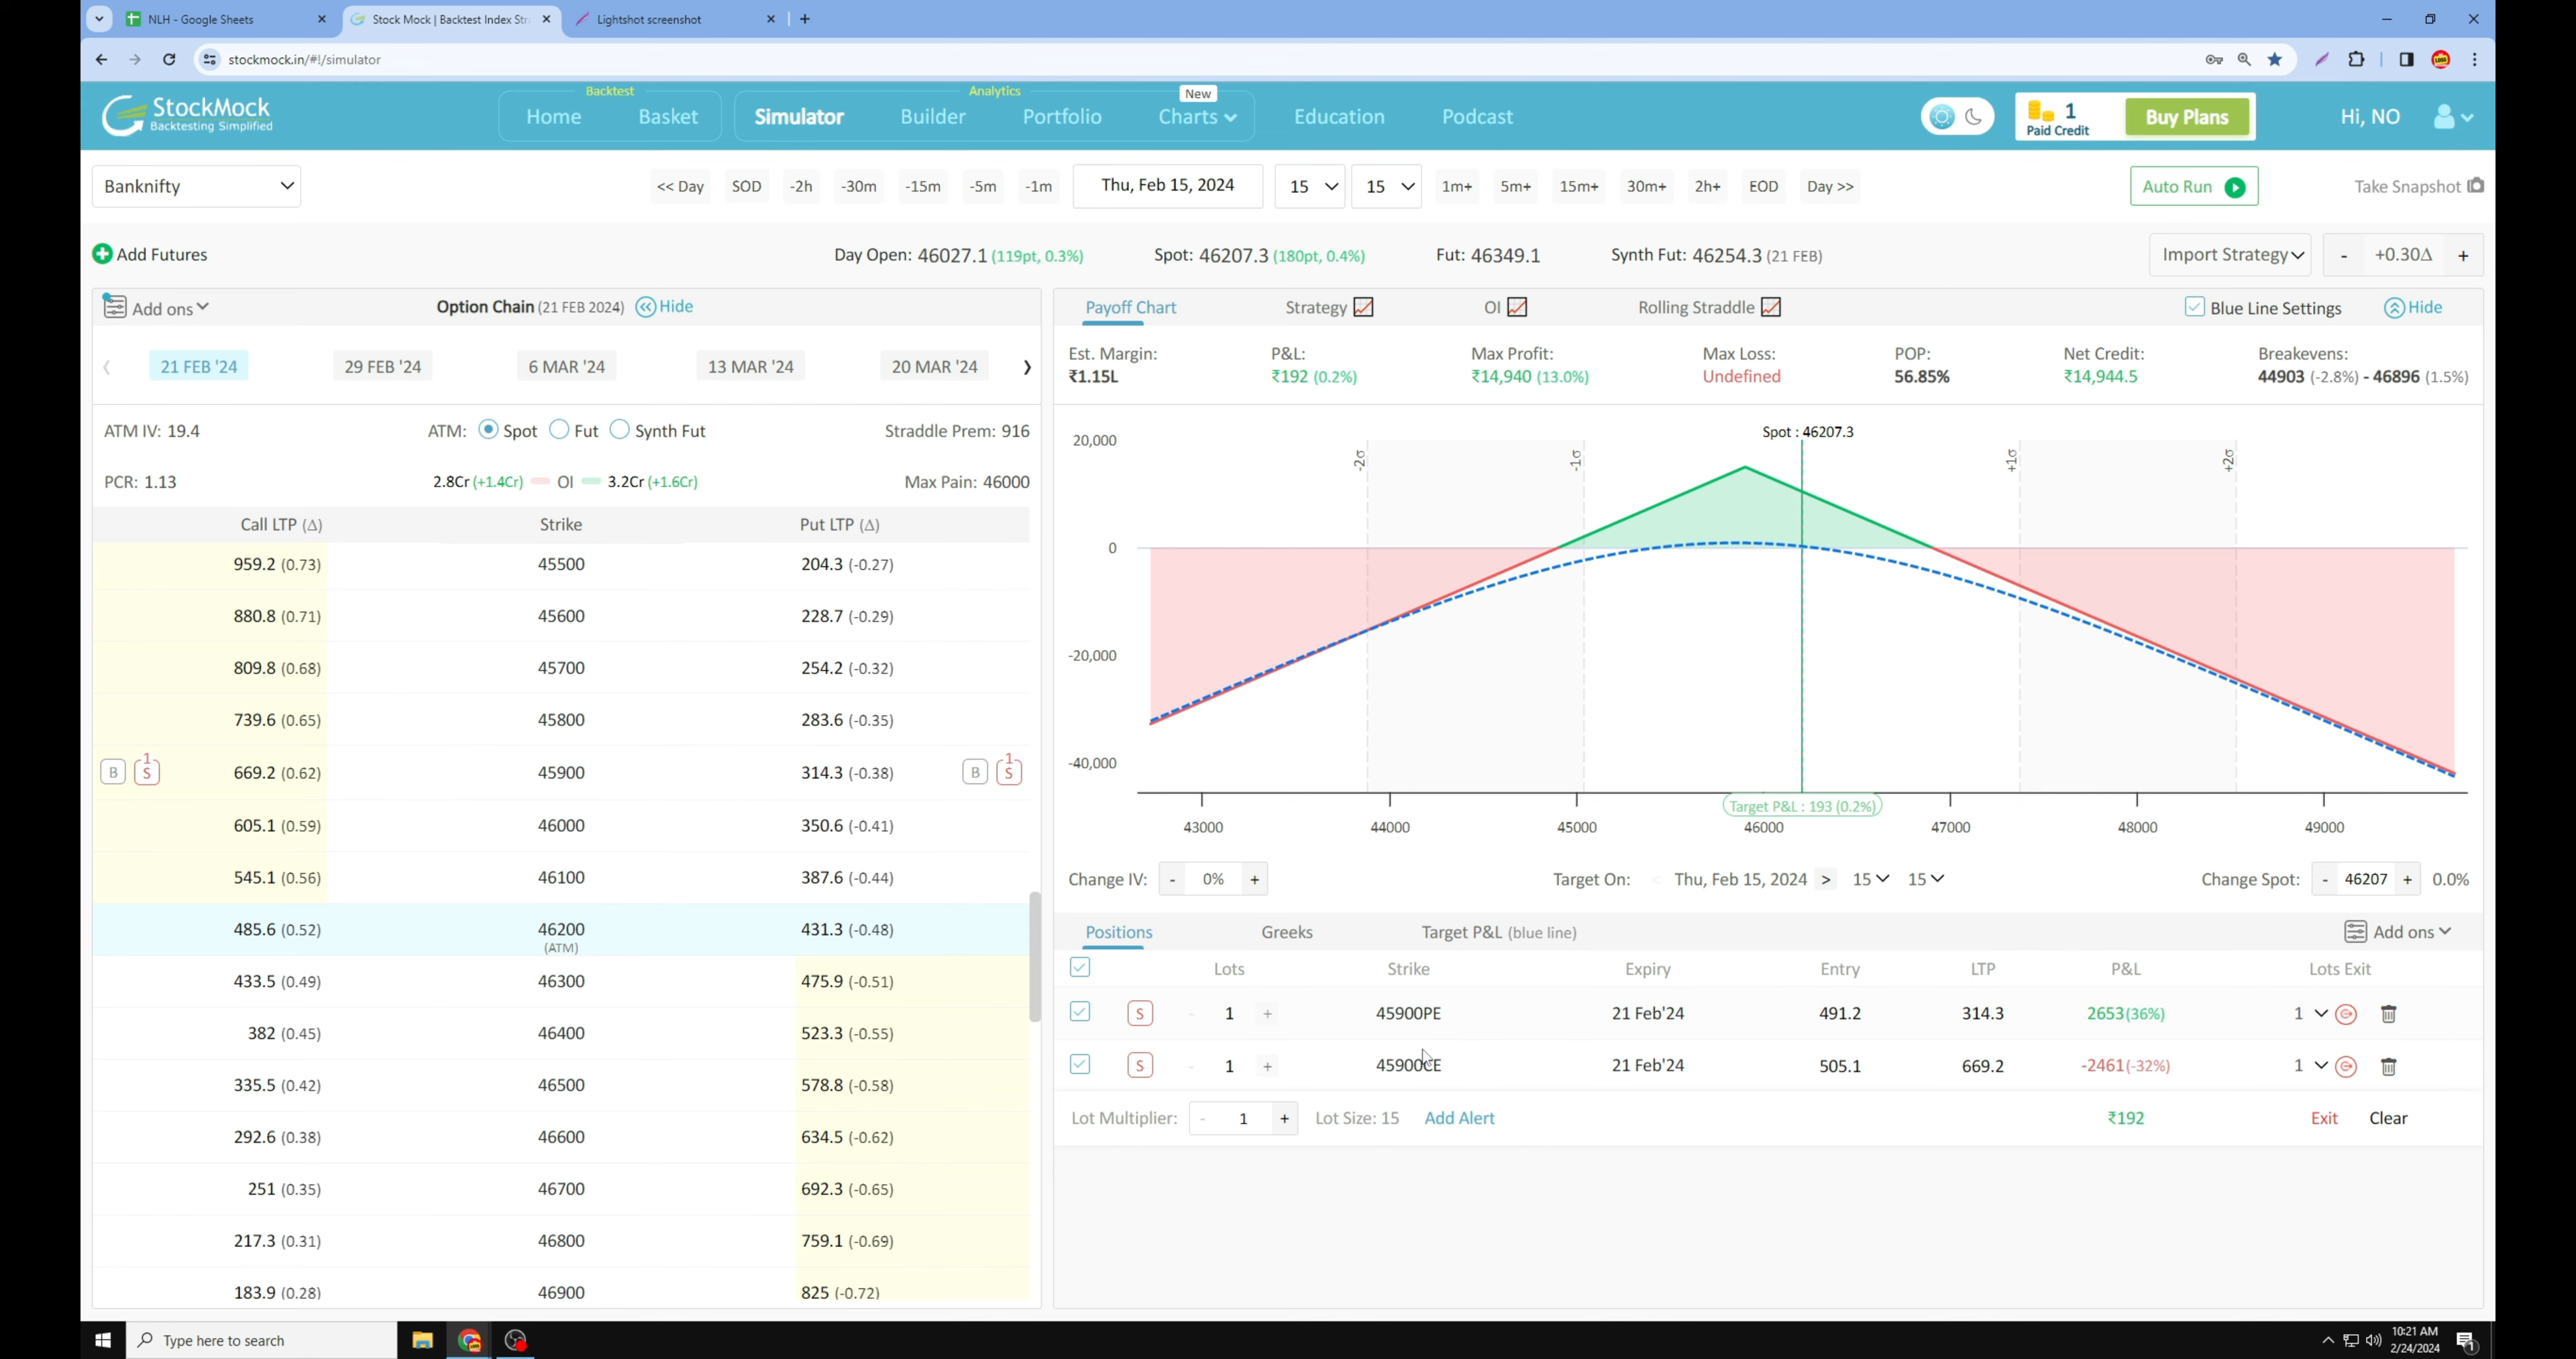 NLH - Google Sheets
Stock Mock | Backtest Index Str
Lightshot screenshot
stockmock.in/#!/simulator
StockMock
Backtesting Simplified
Backtest
Home Basket
Analytics
Simulator Builder Portfolio Charts
New
Education Podcast
1
Paid Credit
Buy Plans
Hi, NO
Banknifty
<< Day SOD -2h -30m -15m -5m -1m Thu, Feb 15, 2024 15 15 1m+ 5m+ 15m+ 30m+ 2h+ EOD Day >>
Auto Run
Take Snapshot
Add Futures
Day Open: 46027.1 (119pt, 0.3%) Spot: 46207.3 (180pt, 0.4%) Fut: 46349.1 Synth Fut: 46254.3 (21 FEB)
Import Strategy
- +0.30Δ +
Add ons
Option Chain (21 FEB 2024) Hide
21 FEB '24 29 FEB '24 6 MAR '24 13 MAR '24 20 MAR '24
ATM IV: 19.4 ATM: Spot Fut Synth Fut Straddle Prem: 916
PCR: 1.13 2.8Cr (+1.4Cr) OI 3.2Cr (+1.6Cr) Max Pain: 46000
Call LTP (Δ) Strike Put LTP (Δ)
959.2 (0.73) 45500 204.3 (-0.27)
880.8 (0.71) 45600 228.7 (-0.29)
809.8 (0.68) 45700 254.2 (-0.32)
739.6 (0.65) 45800 283.6 (-0.35)
B 1 S 669.2 (0.62) 45900 314.3 (-0.38) B 1 S
605.1 (0.59) 46000 350.6 (-0.41)
545.1 (0.56) 46100 387.6 (-0.44)
485.6 (0.52) 46200 431.3 (-0.48)
(ATM)
433.5 (0.49) 46300 475.9 (-0.51)
382 (0.45) 46400 523.3 (-0.55)
335.5 (0.42) 46500 578.8 (-0.58)
292.6 (0.38) 46600 634.5 (-0.62)
251 (0.35) 46700 692.3 (-0.65)
217.3 (0.31) 46800 759.1 (-0.69)
183.9 (0.28) 46900 825 (-0.72)
Payoff Chart Strategy OI Rolling Straddle Blue Line Settings Hide
Est. Margin: P&L: Max Profit: Max Loss: POP: Net Credit: Breakevens:
₹1.15L ₹192 (0.2%) ₹14,940 (13.0%) Undefined 56.85% ₹14,944.5 44903 (-2.8%) - 46896 (1.5%)
Spot : 46207.3
20,000
0
-20,000
-40,000
-2σ -1σ +1σ +2σ
Target P&L : 193 (0.2%)
43000 44000 45000 46000 47000 48000 49000
Change IV: - 0% + Target On: < Thu, Feb 15, 2024 > 15 15 Change Spot: - 46207 + 0.0%
Positions Greeks Target P&L (blue line) Add ons
Lots Strike Expiry Entry LTP P&L Lots Exit
S - 1 + 45900PE 21 Feb'24 491.2 314.3 2653(36%) 1
S - 1 + 45900CE 21 Feb'24 505.1 669.2 -2461(-32%) 1
Lot Multiplier: - 1 + Lot Size: 15 Add Alert ₹192 Exit Clear
Type here to search
10:21 AM
2/24/2024
1